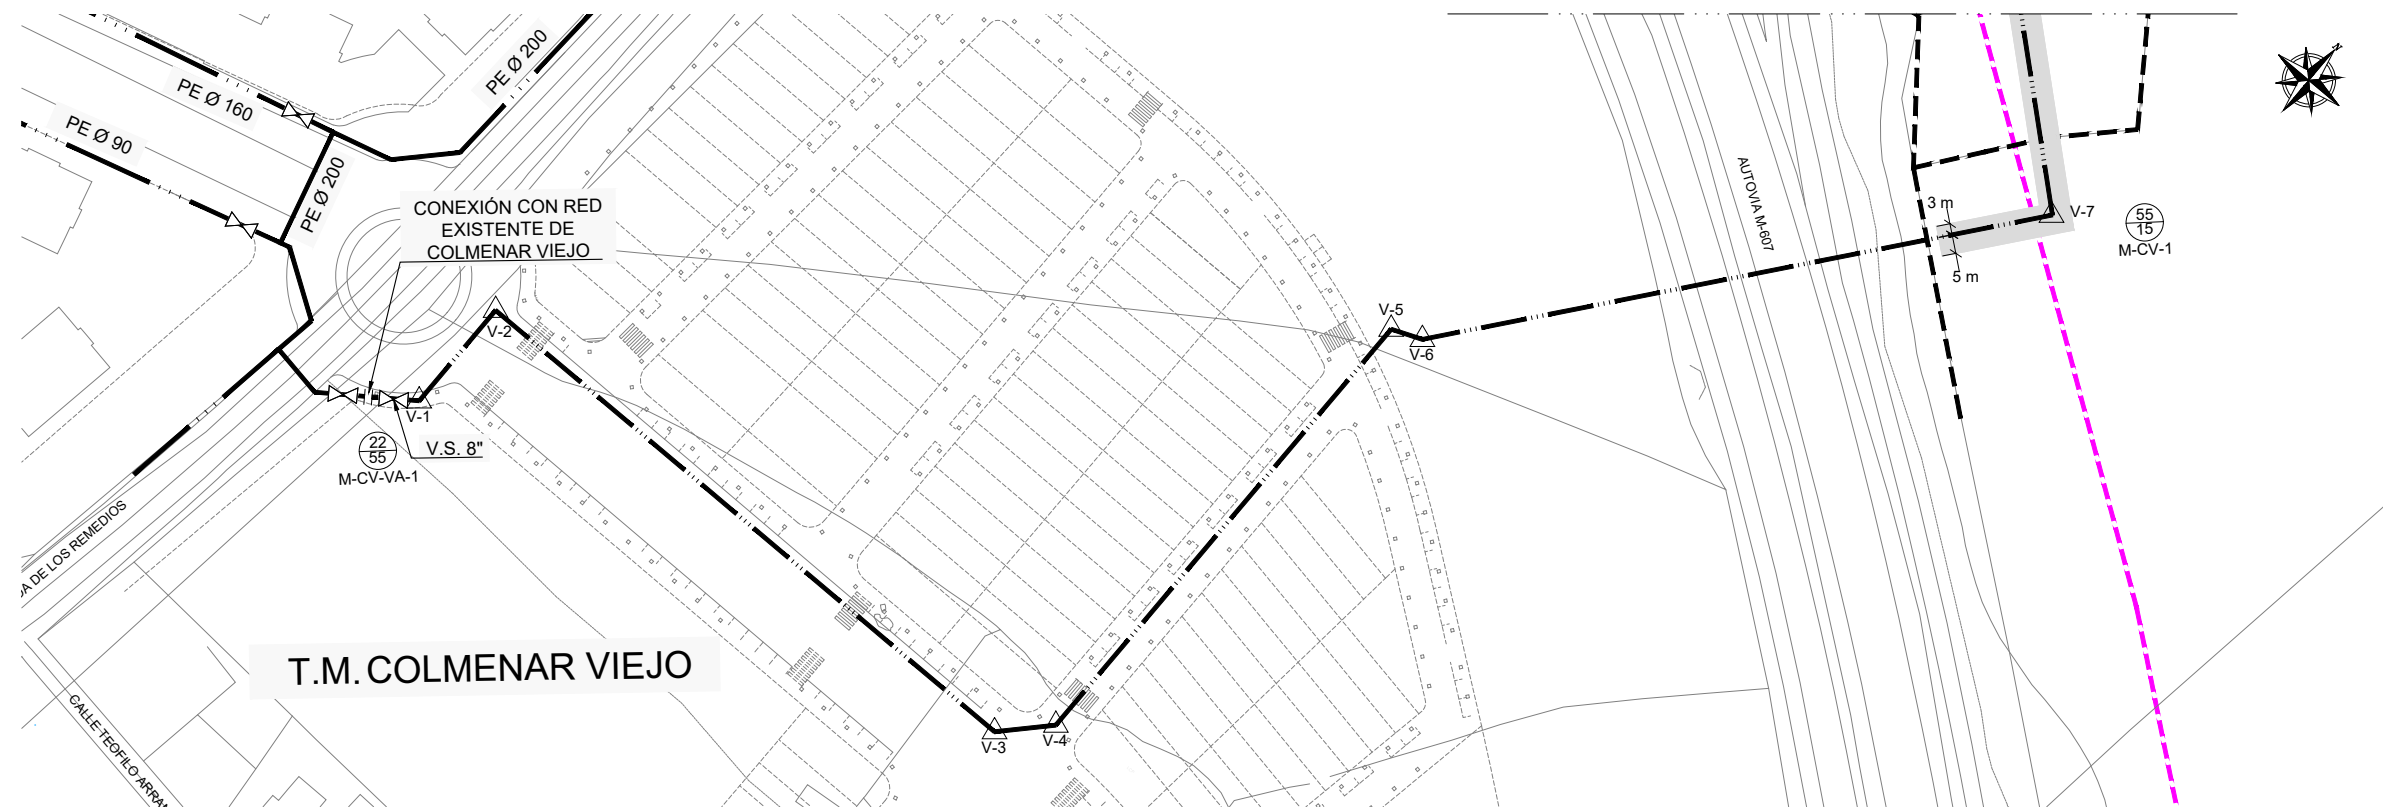 PE Ø 200
PE Ø 160
PE Ø 90
PE Ø 200
CONEXIÓN CON RED
EXISTENTE DE
COLMENAR VIEJO
N
AUTOVIA M-607
3 m
5 m
V-7
55
15
M-CV-1
V-5
V-6
V-2
V-1
22
55
M-CV-VA-1
V.S. 8"
DA DE LOS REMEDIOS
T.M. COLMENAR VIEJO
CALLE TEOFILO ARRAN
V-3
V-4